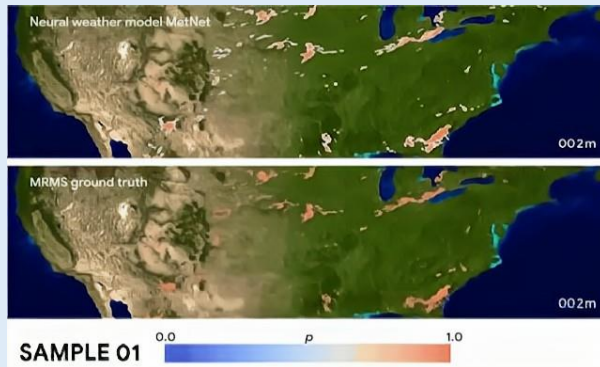 Neural weather model MetNet
002m
MRMS ground truth
002m
0.0 p 1.0
SAMPLE 01